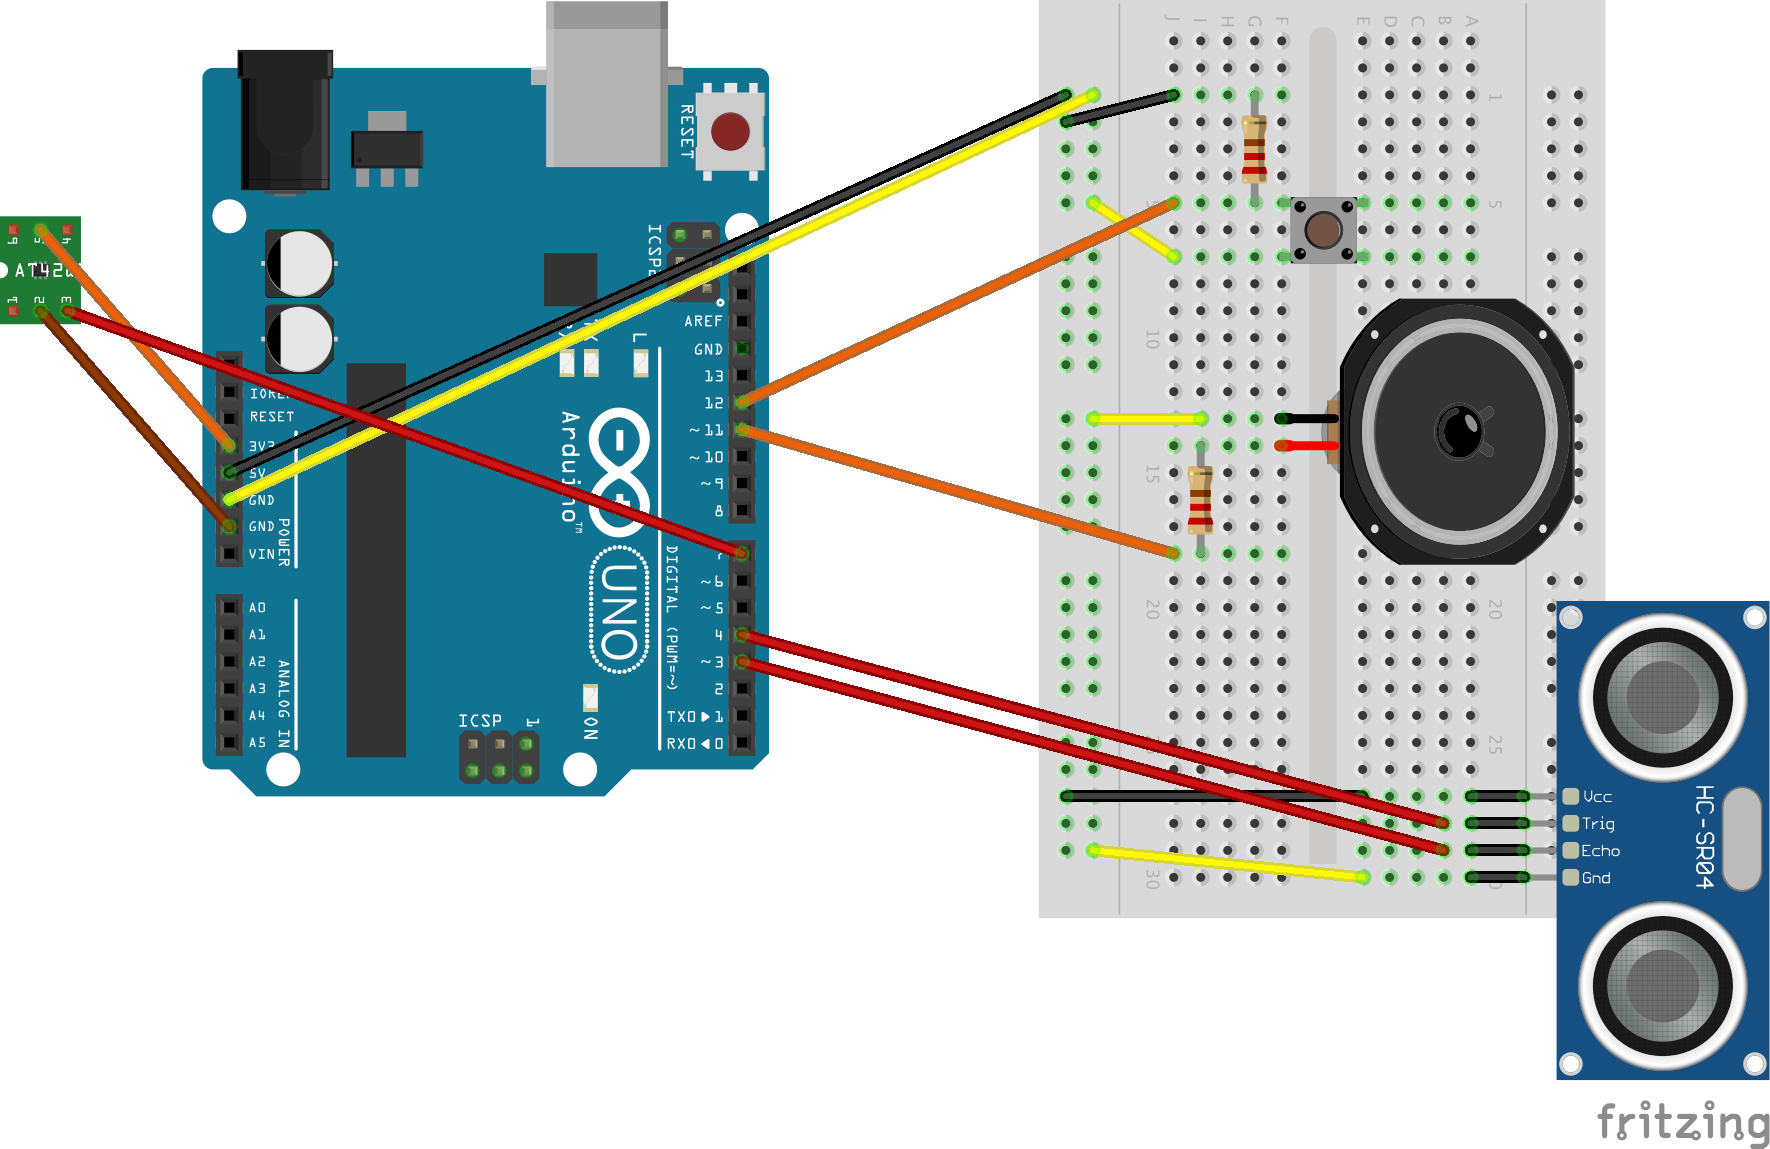 J I H G F E D C B A
1
5 5
10
15
20 20
25
30
RESET
ICSP2
L
AREF
GND
13
12
~11
~10
~9
8
7
~6
~5
4
~3
2
TX0▶1
RX0◀0
DIGITAL (PWM=~)
IOREF
RESET
3V3
5V
GND
GND
VIN
POWER
A0
A1
A2
A3
A4
A5
ANALOG IN
Arduino™
UNO
ICSP
1
ON
6 5 4
AT42Q
1 2 3
Vcc
Trig
Echo
Gnd
HC-SR04
fritzing